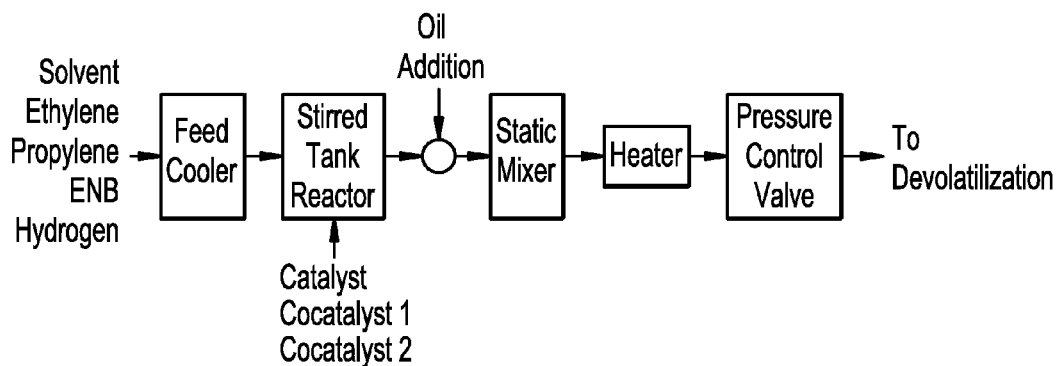 Solvent
Ethylene
Propylene
ENB
Hydrogen
Feed
Cooler
Stirred
Tank
Reactor
Catalyst
Cocatalyst 1
Cocatalyst 2
Oil
Addition
Static
Mixer
Heater
Pressure
Control
Valve
To
Devolatilization